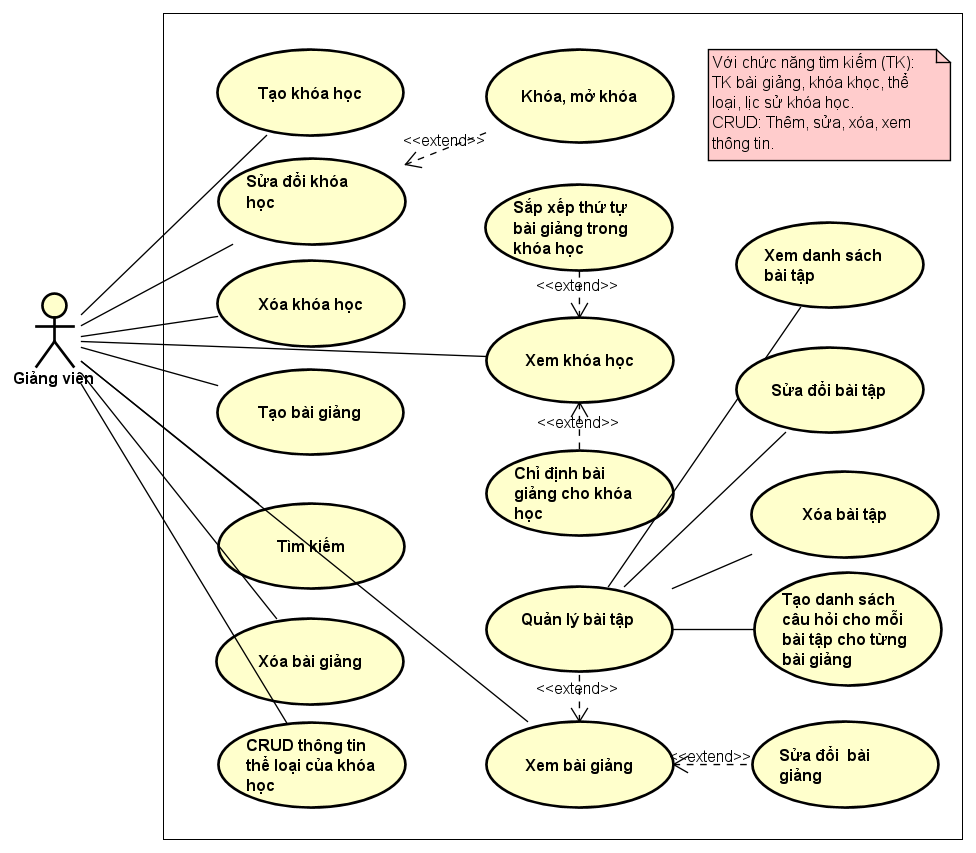 Tạo khóa học
Khóa, mở khóa
Với chức năng tìm kiếm (TK):
TK bài giảng, khóa khọc, thể
loại, lịc sử khóa học.
CRUD: Thêm, sửa, xóa, xem
thông tin.
<<extend>>
Sửa đổi khóa
học
Sắp xếp thứ tự
bài giảng trong
khóa học
<<extend>>
Xem danh sách
bài tập
Xóa khóa học
Xem khóa học
Giảng viên
Sửa đổi bài tập
Tạo bài giảng
<<extend>>
Chỉ định bài
giảng cho khóa
học
Xóa bài tập
Tìm kiếm
Quản lý bài tập
Tạo danh sách
câu hỏi cho mỗi
bài tập cho từng
bài giảng
Xóa bài giảng
<<extend>>
CRUD thông tin
thể loại của khóa
học
Xem bài giảng
<<extend>>
Sửa đổi bài
giảng